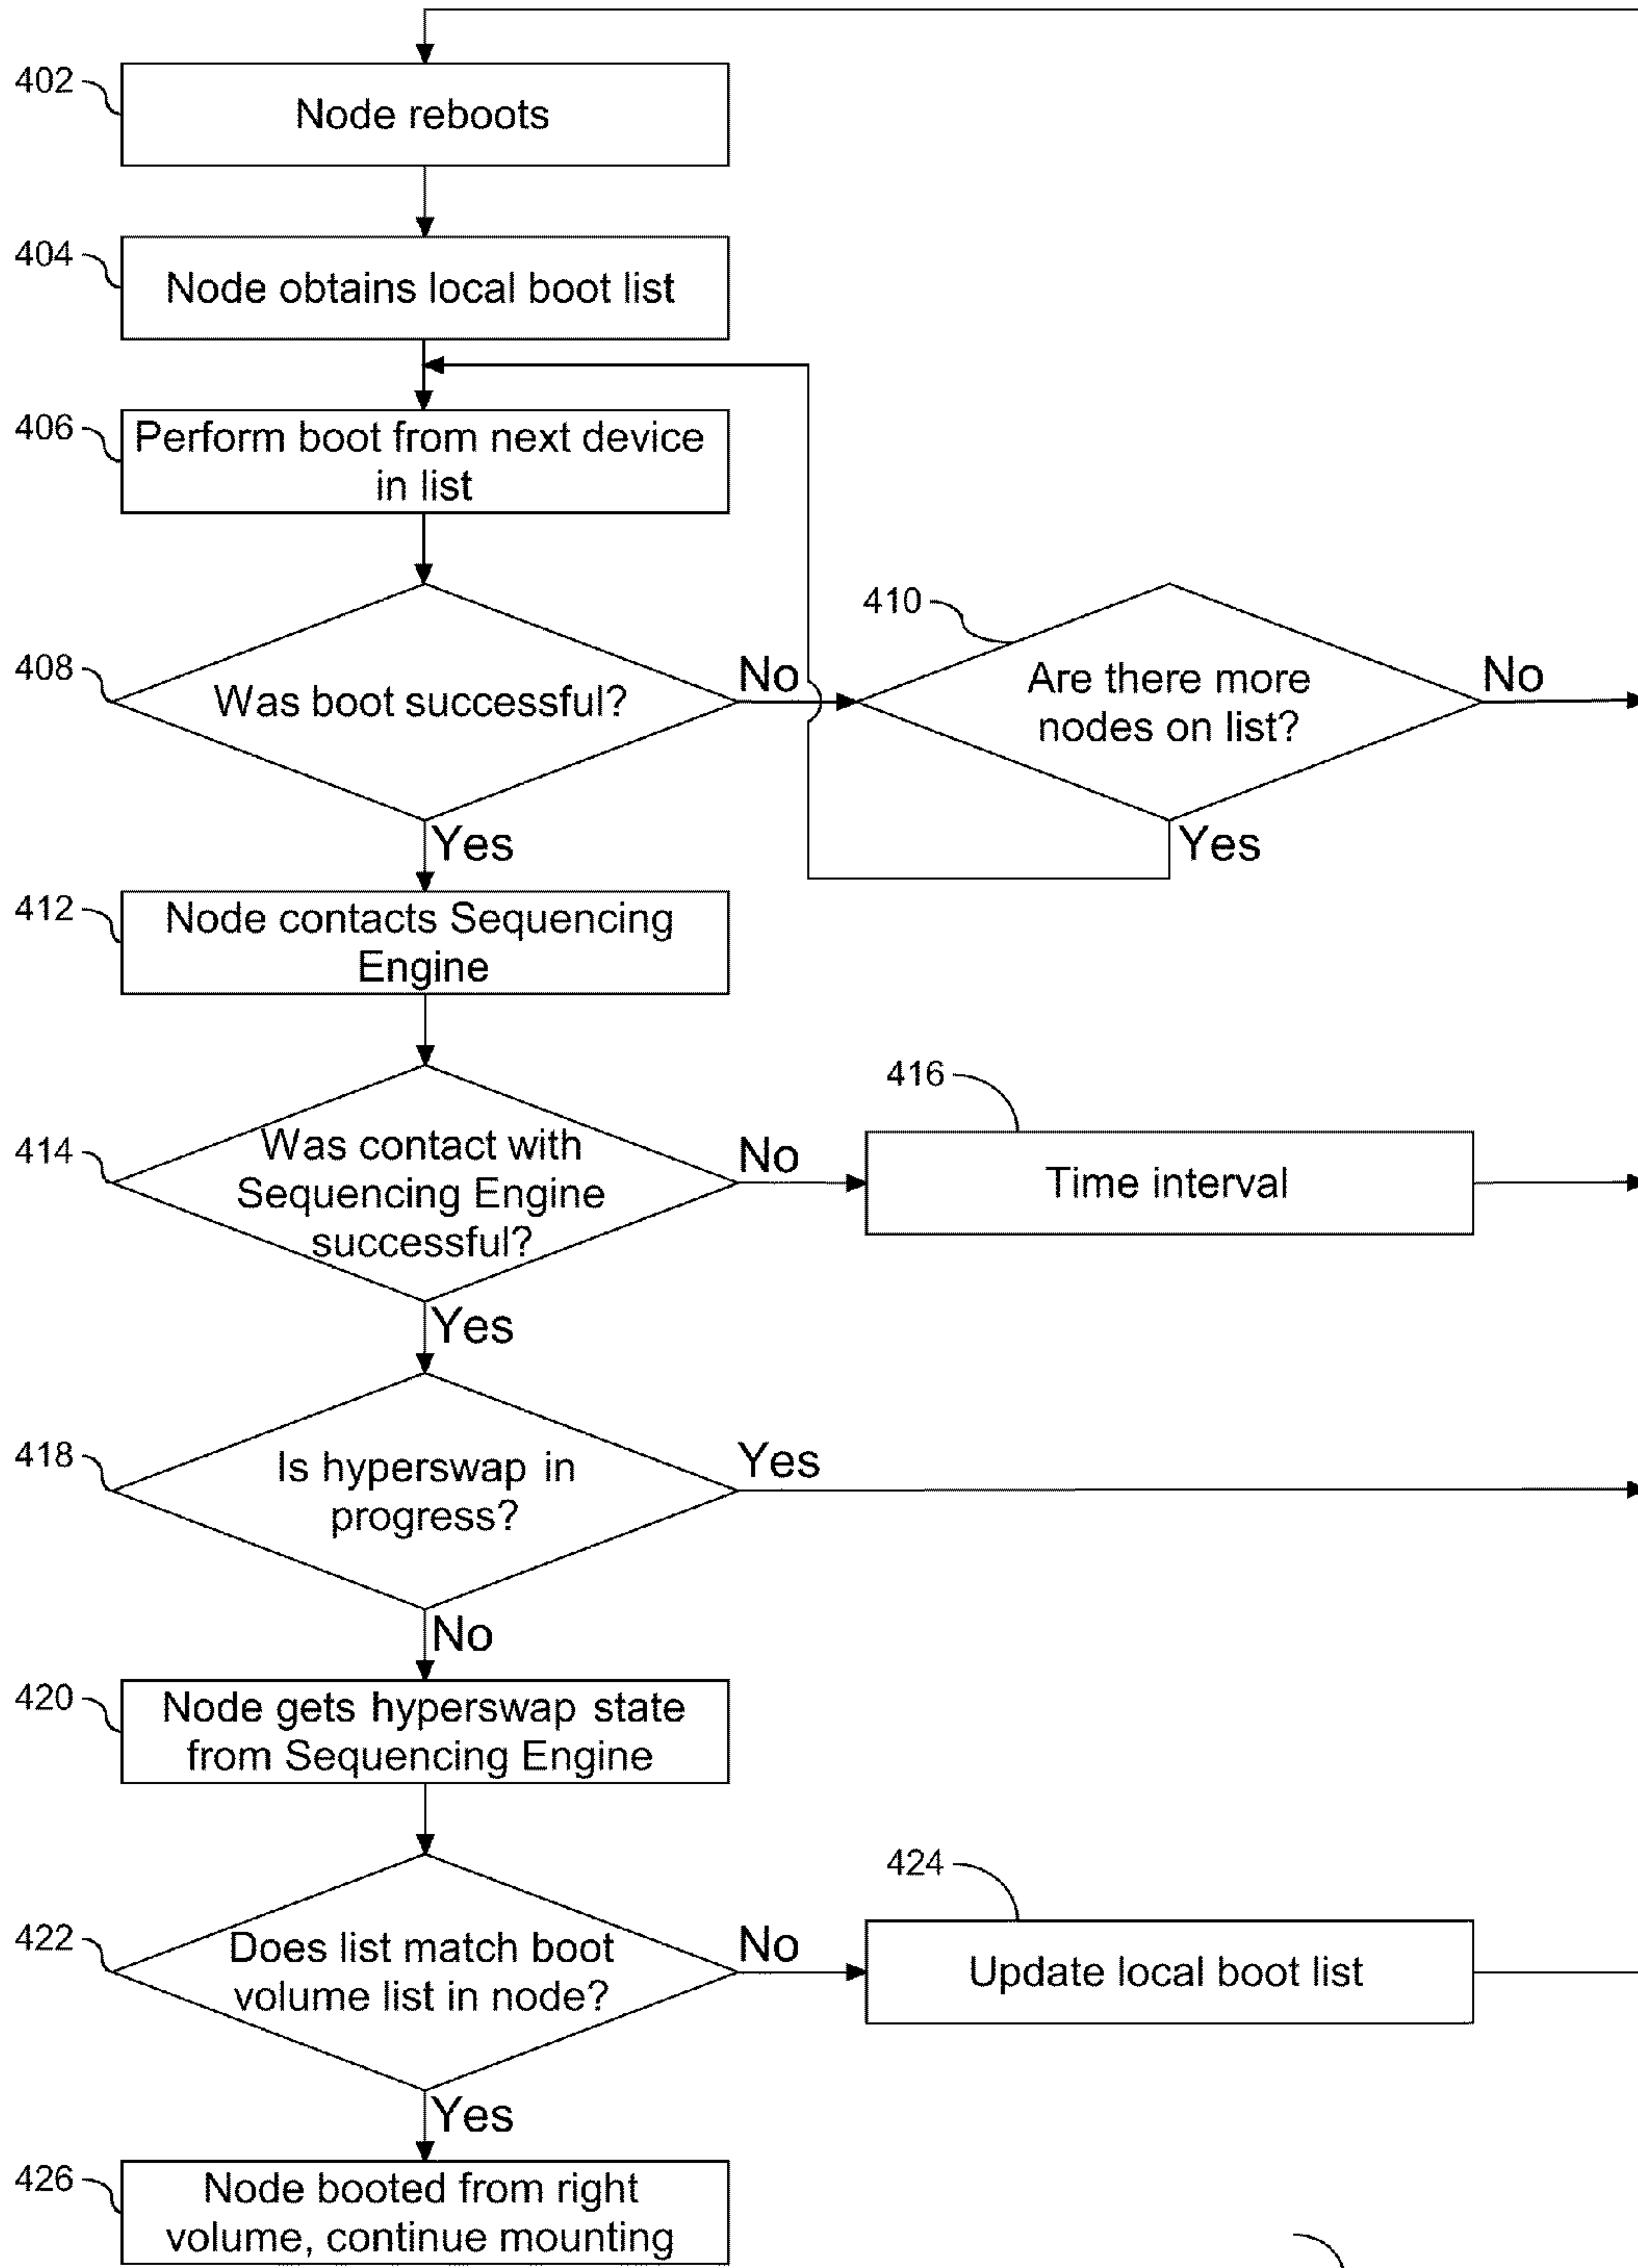 402
Node reboots
404
Node obtains local boot list
406
Perform boot from next device
in list
408
Was boot successful?
No
410
Are there more
nodes on list?
No
Yes
Yes
412
Node contacts Sequencing
Engine
414
Was contact with
Sequencing Engine
successful?
No
416
Time interval
Yes
418
Is hyperswap in
progress?
Yes
No
420
Node gets hyperswap state
from Sequencing Engine
422
Does list match boot
volume list in node?
No
424
Update local boot list
Yes
426
Node booted from right
volume, continue mounting